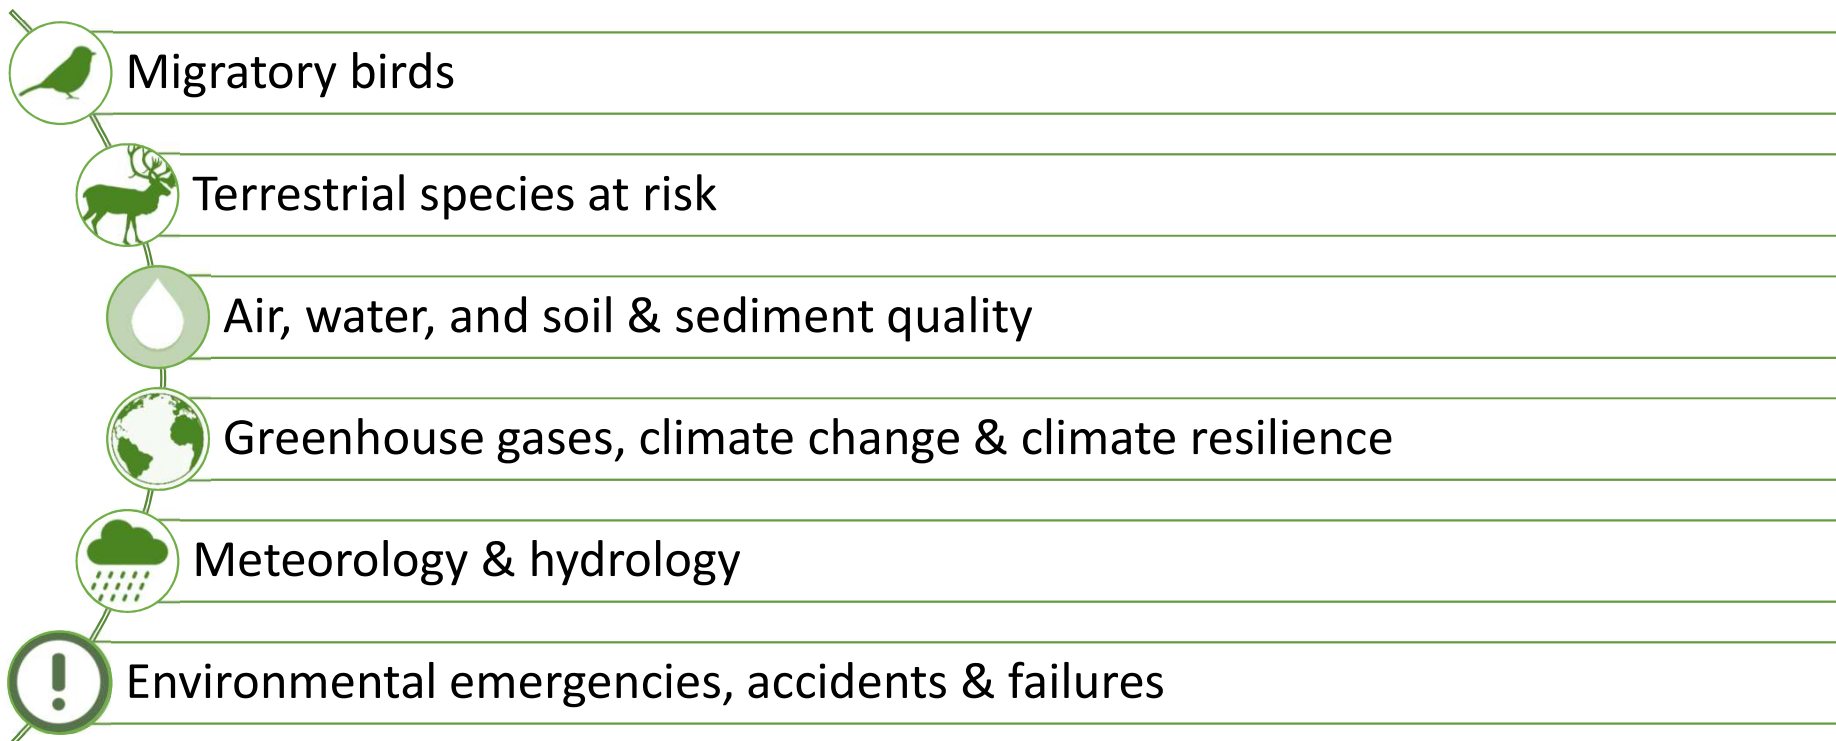 Migratory birds
Terrestrial species at risk
Air, water, and soil & sediment quality
Greenhouse gases, climate change & climate resilience
Meteorology & hydrology
Environmental emergencies, accidents & failures